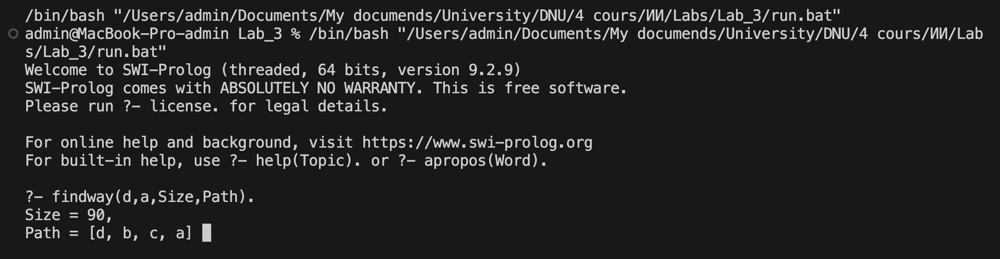 /bin/bash "/Users/admin/Documents/My documends/University/DNU/4 cours/ИИ/Labs/Lab_3/run.bat"
admin@MacBook-Pro-admin Lab_3 % /bin/bash "/Users/admin/Documents/My documends/University/DNU/4 cours/ИИ/Lab
s/Lab_3/run.bat"
Welcome to SWI-Prolog (threaded, 64 bits, version 9.2.9)
SWI-Prolog comes with ABSOLUTELY NO WARRANTY. This is free software.
Please run ?- license. for legal details.
For online help and background, visit https://www.swi-prolog.org
For built-in help, use ?- help(Topic). or ?- apropos(Word).
?- findway(d,a,Size,Path).
Size = 90,
Path = [d, b, c, a]